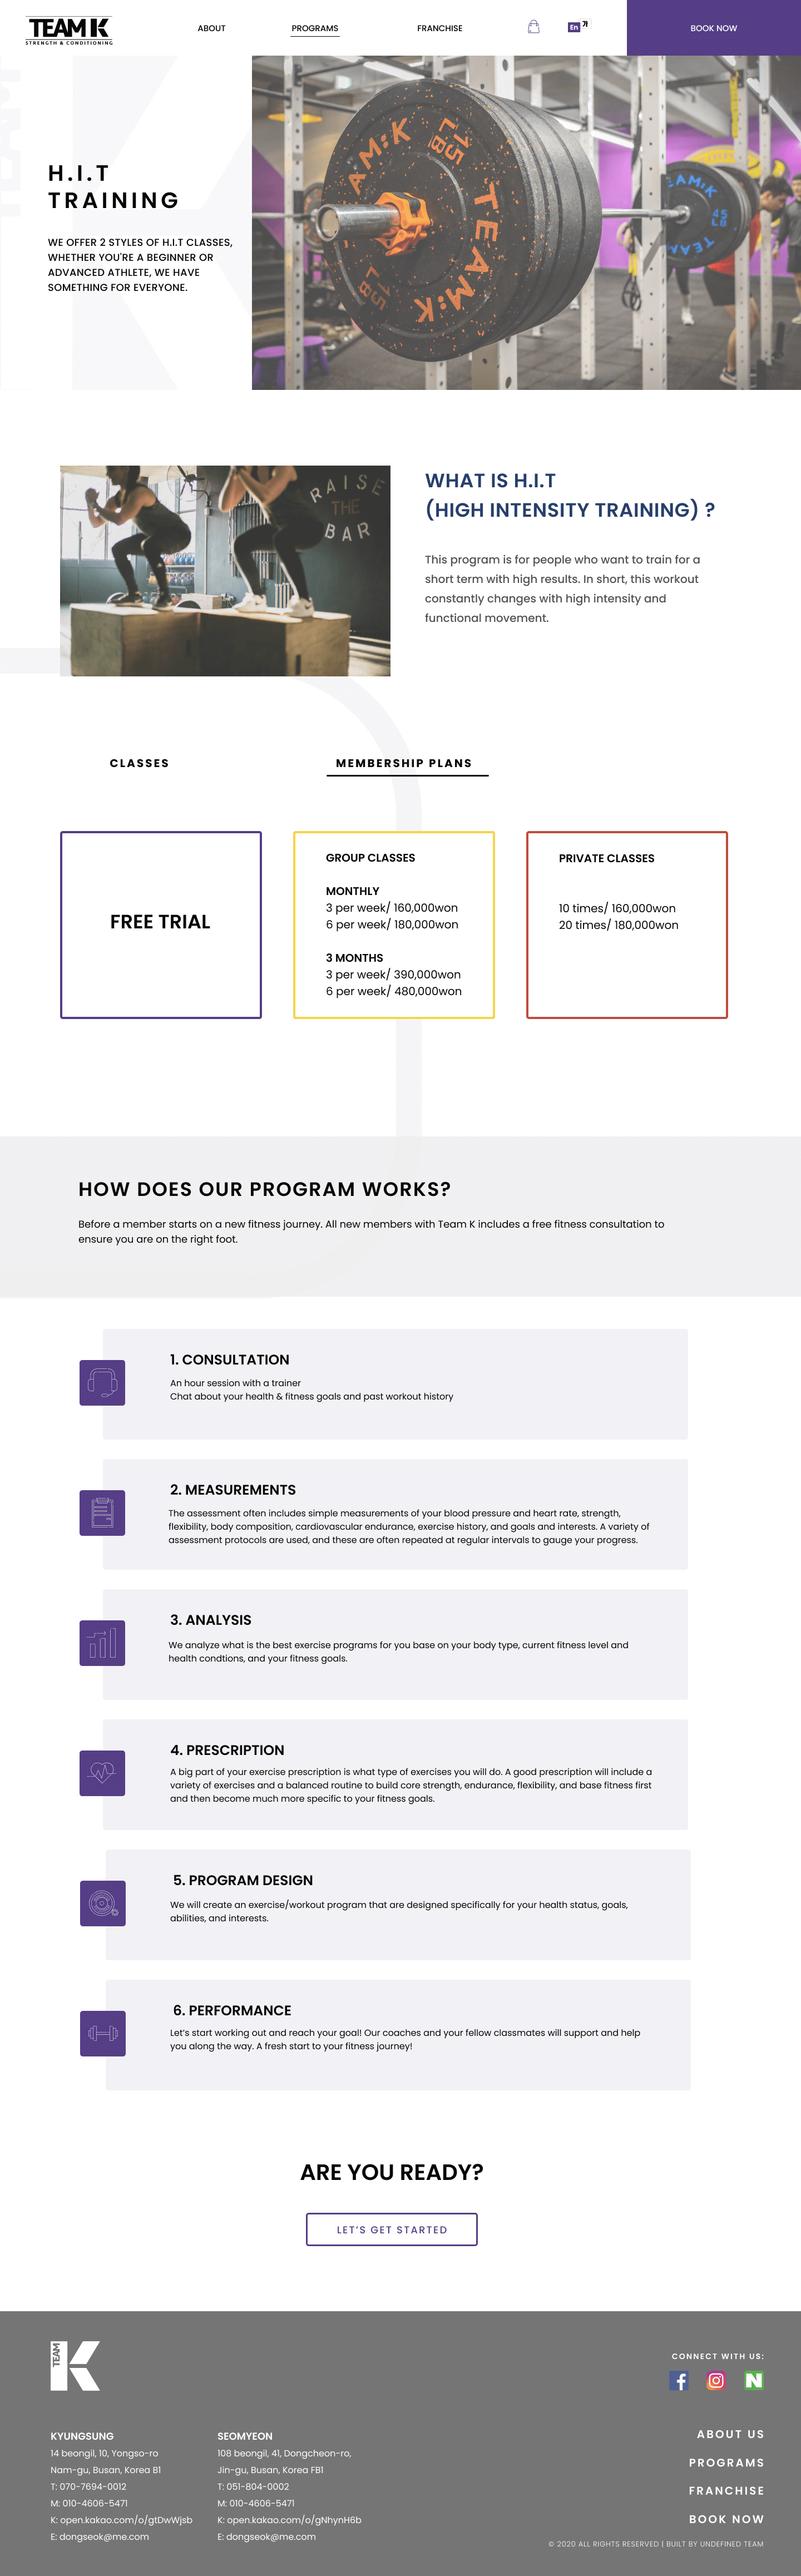 TEAM K
STRENGTH & CONDITIONING
ABOUT
PROGRAMS
FRANCHISE
En
가
BOOK NOW
H.I.T
TRAINING
WE OFFER 2 STYLES OF H.I.T CLASSES,
WHETHER YOU'RE A BEGINNER OR
ADVANCED ATHLETE, WE HAVE
SOMETHING FOR EVERYONE.
TEAM:K
15 LB
TEAM:K
45 LB
RAISE
THE
BAR
WHAT IS H.I.T
(HIGH INTENSITY TRAINING) ?
This program is for people who want to train for a
short term with high results. In short, this workout
constantly changes with high intensity and
functional movement.
CLASSES
MEMBERSHIP PLANS
FREE TRIAL
GROUP CLASSES
MONTHLY
3 per week/ 160,000won
6 per week/ 180,000won
3 MONTHS
3 per week/ 390,000won
6 per week/ 480,000won
PRIVATE CLASSES
10 times/ 160,000won
20 times/ 180,000won
HOW DOES OUR PROGRAM WORKS?
Before a member starts on a new fitness journey. All new members with Team K includes a free fitness consultation to
ensure you are on the right foot.
1. CONSULTATION
An hour session with a trainer
Chat about your health & fitness goals and past workout history
2. MEASUREMENTS
The assessment often includes simple measurements of your blood pressure and heart rate, strength,
flexibility, body composition, cardiovascular endurance, exercise history, and goals and interests. A variety of
assessment protocols are used, and these are often repeated at regular intervals to gauge your progress.
3. ANALYSIS
We analyze what is the best exercise programs for you base on your body type, current fitness level and
health condtions, and your fitness goals.
4. PRESCRIPTION
A big part of your exercise prescription is what type of exercises you will do. A good prescription will include a
variety of exercises and a balanced routine to build core strength, endurance, flexibility, and base fitness first
and then become much more specific to your fitness goals.
5. PROGRAM DESIGN
We will create an exercise/workout program that are designed specifically for your health status, goals,
abilities, and interests.
6. PERFORMANCE
Let's start working out and reach your goal! Our coaches and your fellow classmates will support and help
you along the way. A fresh start to your fitness journey!
ARE YOU READY?
LET'S GET STARTED
TEAM K
CONNECT WITH US:
KYUNGSUNG
14 beongil, 10, Yongso-ro
Nam-gu, Busan, Korea B1
T: 070-7694-0012
M: 010-4606-5471
K: open.kakao.com/o/gtDwWjsb
E: dongseok@me.com
SEOMYEON
108 beongil, 41, Dongcheon-ro,
Jin-gu, Busan, Korea FB1
T: 051-804-0002
M: 010-4606-5471
K: open.kakao.com/o/gNhynH6b
E: dongseok@me.com
ABOUT US
PROGRAMS
FRANCHISE
BOOK NOW
© 2020 ALL RIGHTS RESERVED | BUILT BY UNDEFINED TEAM